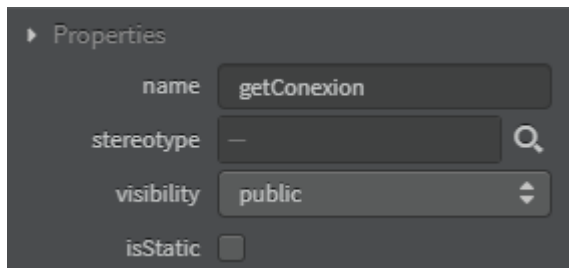 Properties
name getConexion
stereotype —
visibility public
isStatic